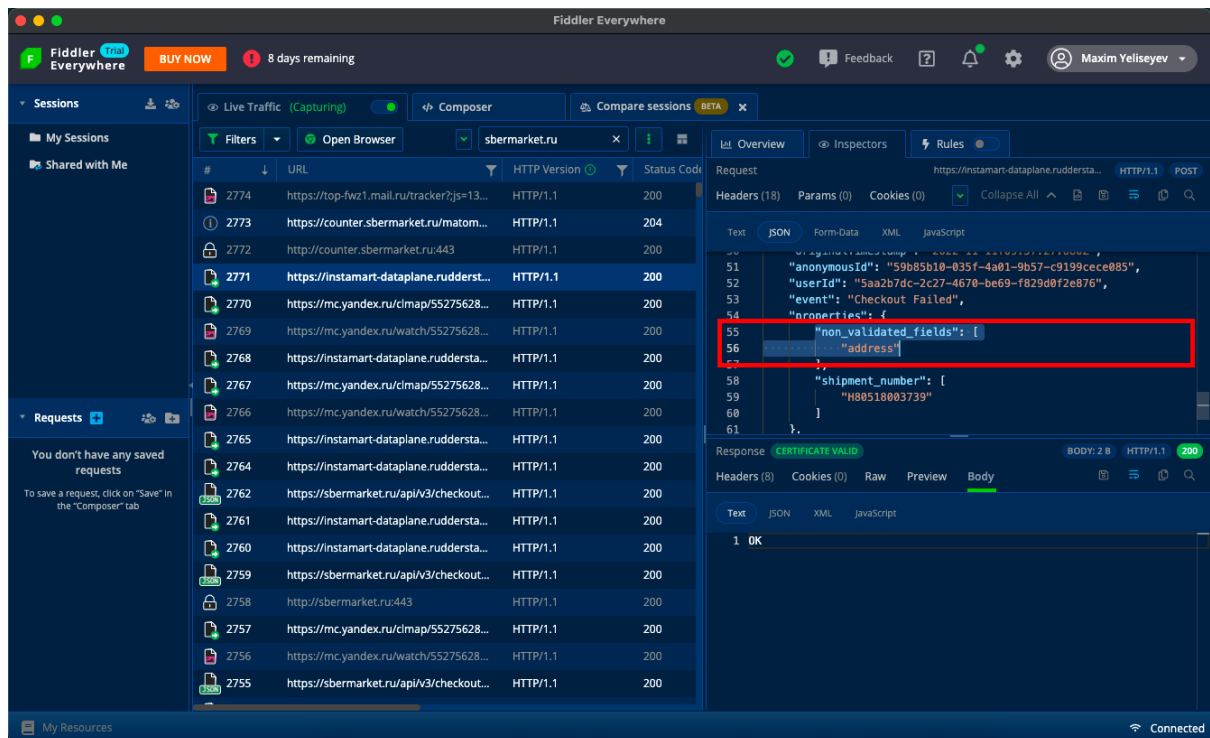 Fiddler Everywhere
Fiddler Trial
Everywhere
BUY NOW
! 8 days remaining
Feedback
?
Maxim Yeliseyev
Sessions
My Sessions
Shared with Me
Requests
You don't have any saved
requests
To save a request, click on "Save" in
the "Composer" tab
Live Traffic (Capturing)
</> Composer
Compare sessions BETA x
Filters
Open Browser
sbermarket.ru
# ↓ URL HTTP Version Status Code
2774 https://top-fwz1.mail.ru/tracker?;js=13... HTTP/1.1 200
2773 https://counter.sbermarket.ru/matom... HTTP/1.1 204
2772 http://counter.sbermarket.ru:443 HTTP/1.1 200
2771 https://instamart-dataplane.rudderst... HTTP/1.1 200
2770 https://mc.yandex.ru/clmap/55275628... HTTP/1.1 200
2769 https://mc.yandex.ru/watch/55275628... HTTP/1.1 200
2768 https://instamart-dataplane.ruddersta... HTTP/1.1 200
2767 https://mc.yandex.ru/clmap/55275628... HTTP/1.1 200
2766 https://mc.yandex.ru/watch/55275628... HTTP/1.1 200
2765 https://instamart-dataplane.ruddersta... HTTP/1.1 200
2764 https://instamart-dataplane.ruddersta... HTTP/1.1 200
JSON 2762 https://sbermarket.ru/api/v3/checkout... HTTP/1.1 200
2761 https://instamart-dataplane.ruddersta... HTTP/1.1 200
2760 https://instamart-dataplane.ruddersta... HTTP/1.1 200
JSON 2759 https://sbermarket.ru/api/v3/checkout... HTTP/1.1 200
2758 http://sbermarket.ru:443 HTTP/1.1 200
2757 https://mc.yandex.ru/clmap/55275628... HTTP/1.1 200
2756 https://mc.yandex.ru/watch/55275628... HTTP/1.1 200
JSON 2755 https://sbermarket.ru/api/v3/checkout... HTTP/1.1 200
Overview
Inspectors
Rules
Request https://instamart-dataplane.ruddersta... HTTP/1.1 POST
Headers (18) Params (0) Cookies (0) Collapse All
Text JSON Form-Data XML JavaScript
51 "anonymousId": "59b85b10-035f-4a01-9b57-c9199cece085",
52 "userId": "5aa2b7dc-2c27-4670-be69-f829d0f2e876",
53 "event": "Checkout Failed",
54 "properties": {
55 "non_validated_fields": [
56 "address"
57 ],
58 "shipment_number": [
59 "H80518003739"
60 ]
61 },
Response CERTIFICATE VALID BODY: 2 B HTTP/1.1 200
Headers (8) Cookies (0) Raw Preview Body
Text JSON XML JavaScript
1 OK
My Resources
Connected